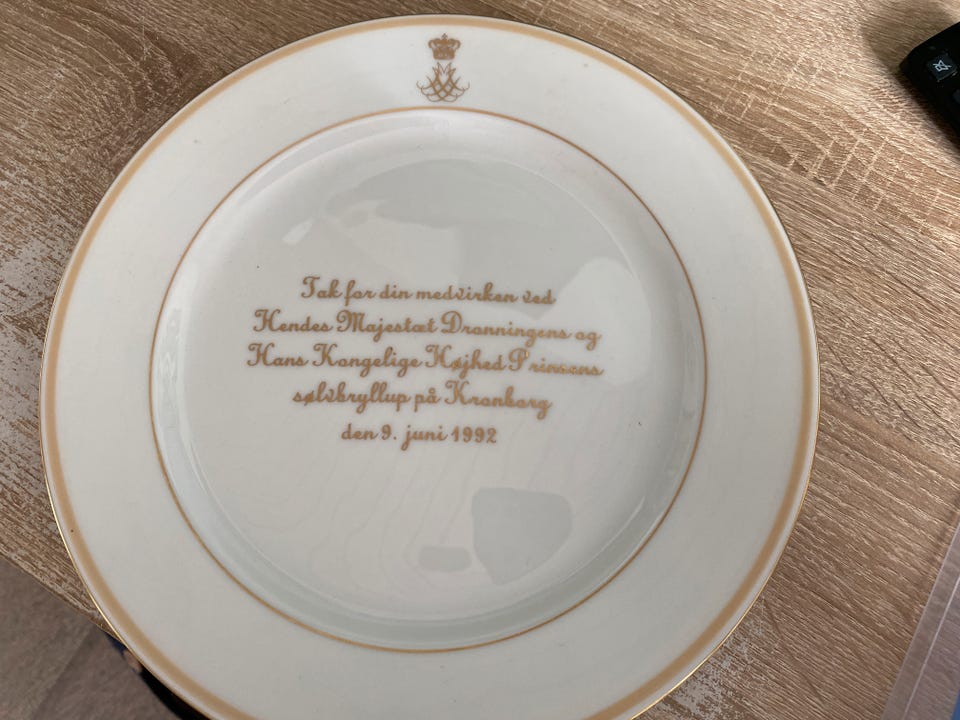 Tak for din medvirken ved
Hendes Majestæt Dronningens og
Hans Kongelige Højhed Prinsens
sølvbryllup på Kronborg
den 9. juni 1992